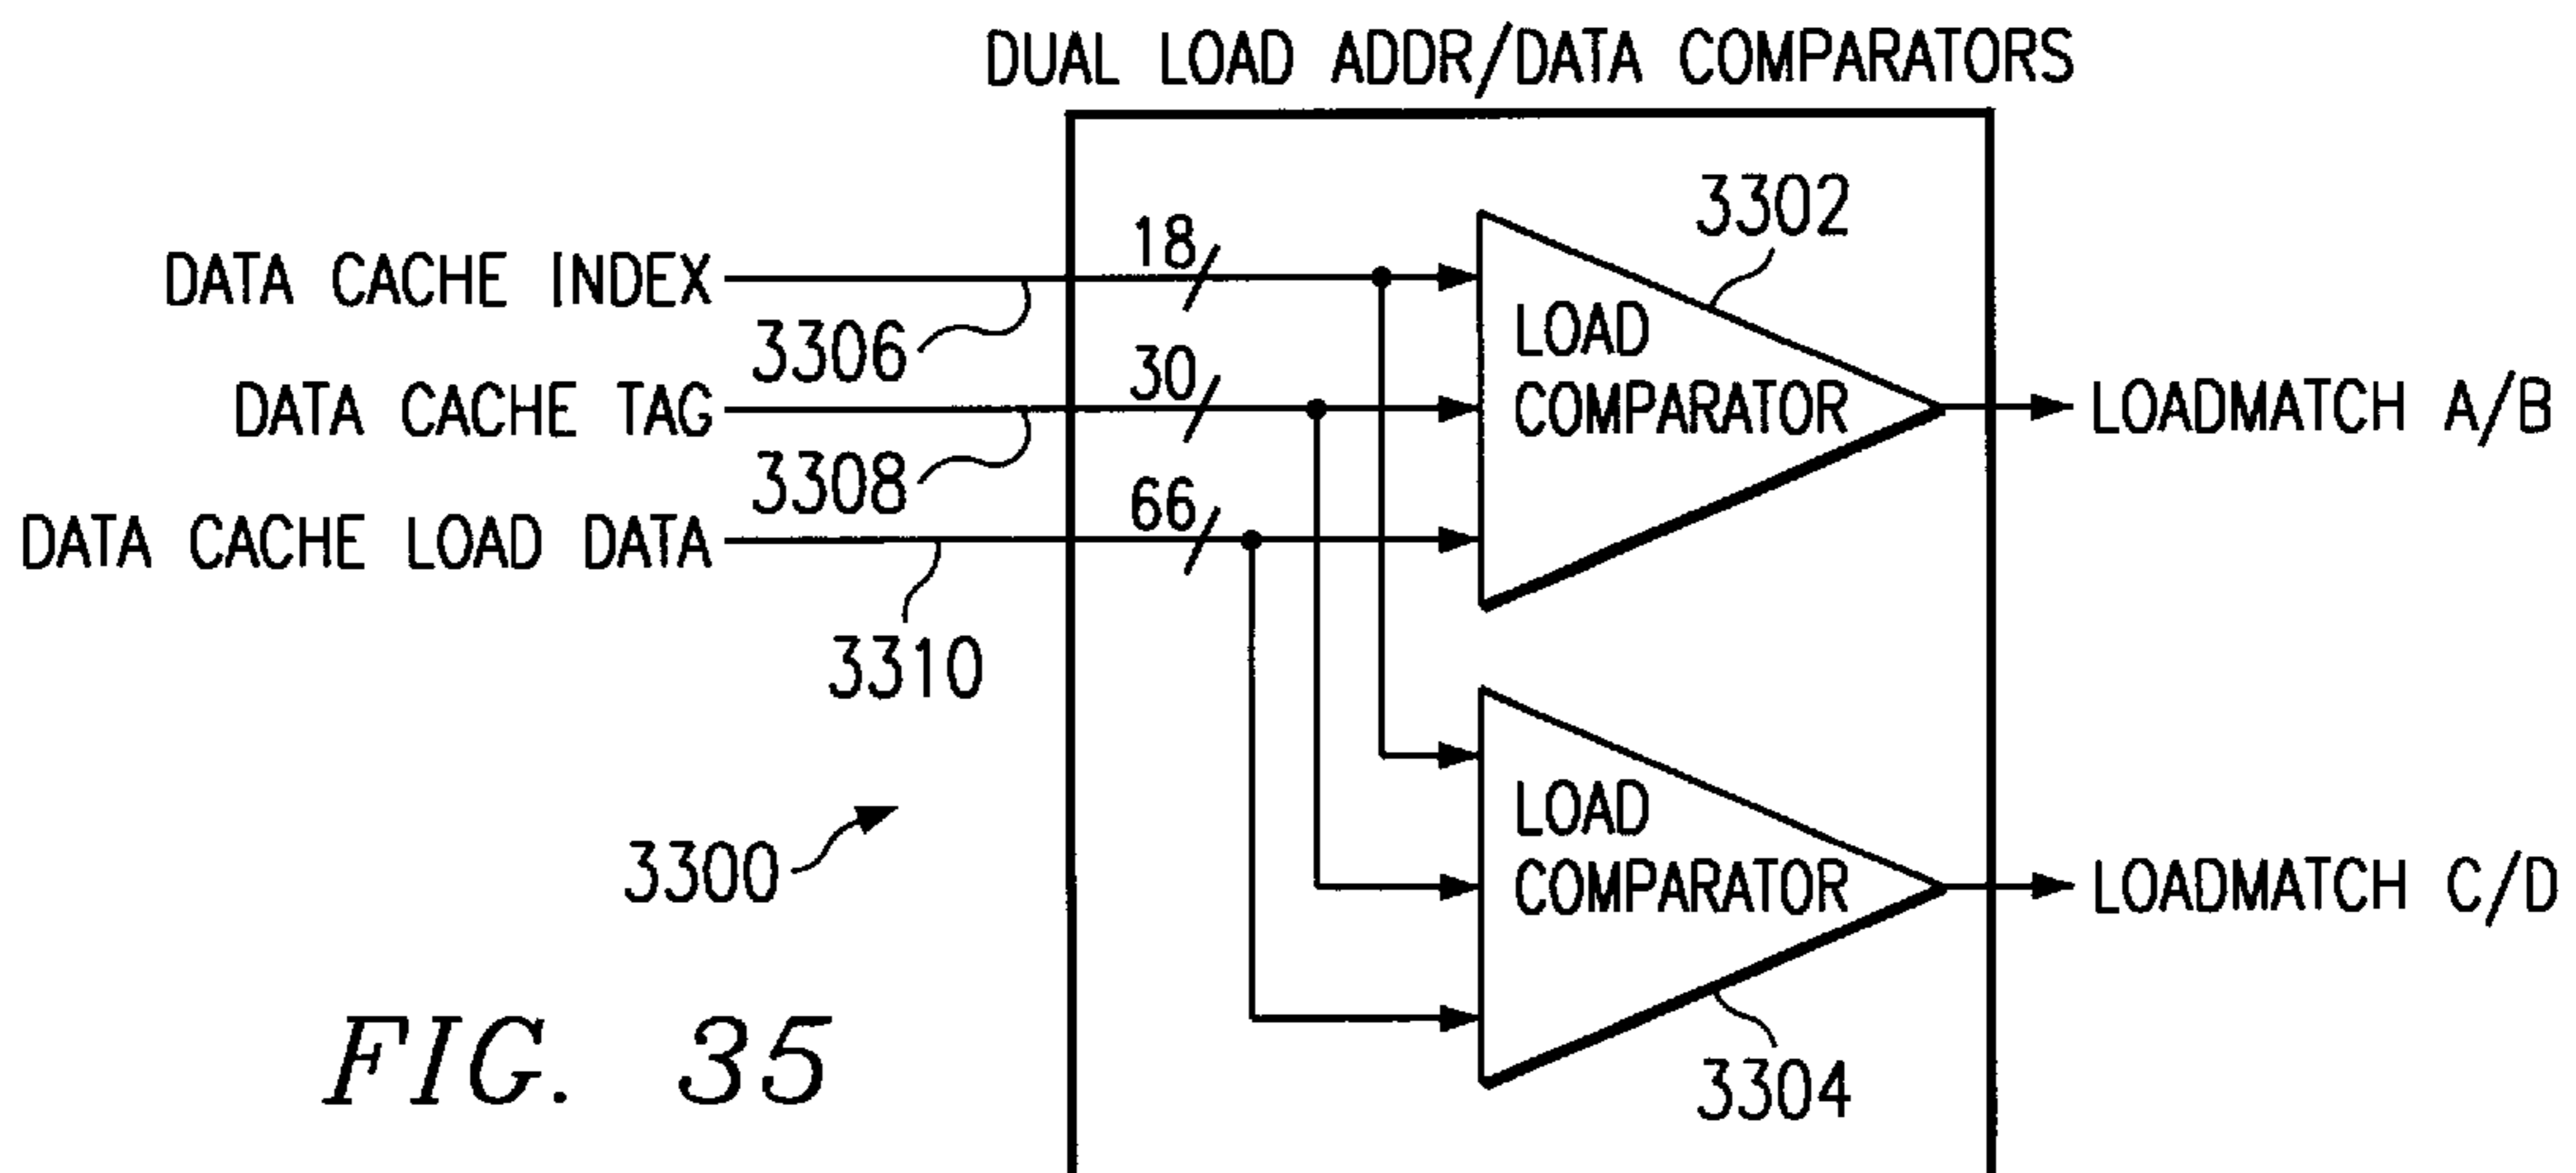 DUAL LOAD ADDR/DATA COMPARATORS
DATA CACHE INDEX
18
3302
3306
LOAD
COMPARATOR
DATA CACHE TAG
30
LOADMATCH A/B
3308
DATA CACHE LOAD DATA
66
3310
3300
LOAD
COMPARATOR
LOADMATCH C/D
3304
FIG. 35